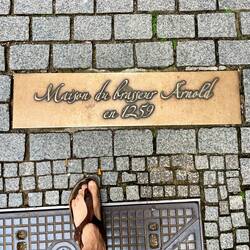 Maison du brasseur Arnold
en 1259